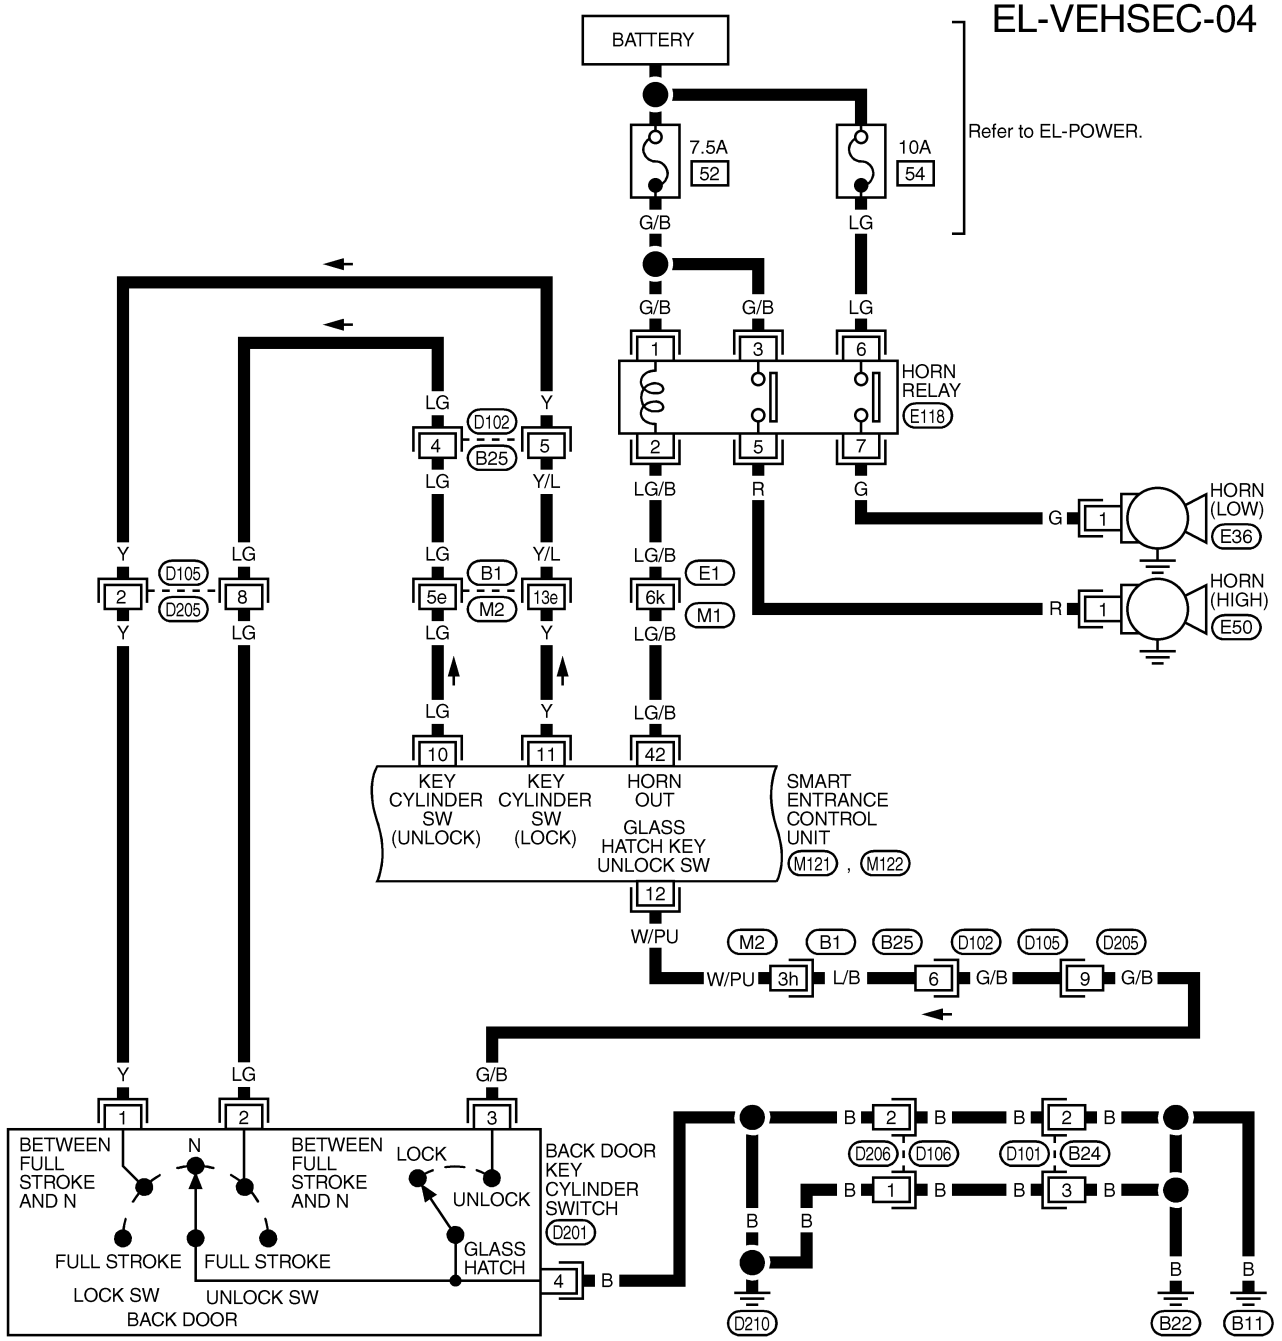 EL-VEHSEC-04
BATTERY
Refer to EL-POWER.
7.5A
52
10A
54
G/B
LG
G/B
G/B
LG
1
3
6
HORN
RELAY
E118
2
5
7
LG
Y
D102
4
5
B25
LG
Y/L
LG/B
R
G
G
1
HORN
(LOW)
E36
Y
LG
LG
Y/L
LG/B
D105
B1
E1
2
8
5e
13e
6k
D205
M2
M1
R
1
HORN
(HIGH)
E50
Y
LG
LG
Y
LG/B
LG
Y
LG/B
10
11
42
KEY
CYLINDER
SW
(UNLOCK)
KEY
CYLINDER
SW
(LOCK)
HORN
OUT
GLASS
HATCH KEY
UNLOCK SW
SMART
ENTRANCE
CONTROL
UNIT
M121 , M122
12
W/PU
M2
B1
B25
D102
D105
D205
W/PU
3h
L/B
6
G/B
9
G/B
Y
LG
G/B
1
2
3
BETWEEN
FULL
STROKE
AND N
N
BETWEEN
FULL
STROKE
AND N
LOCK
UNLOCK
FULL STROKE
FULL STROKE
GLASS
HATCH
LOCK SW
UNLOCK SW
BACK DOOR
BACK DOOR
KEY
CYLINDER
SWITCH
D201
4
B
B
2
B
B
2
B
D206
D106
D101
B24
B
1
B
B
3
B
B
B
B
B
D210
B22
B11